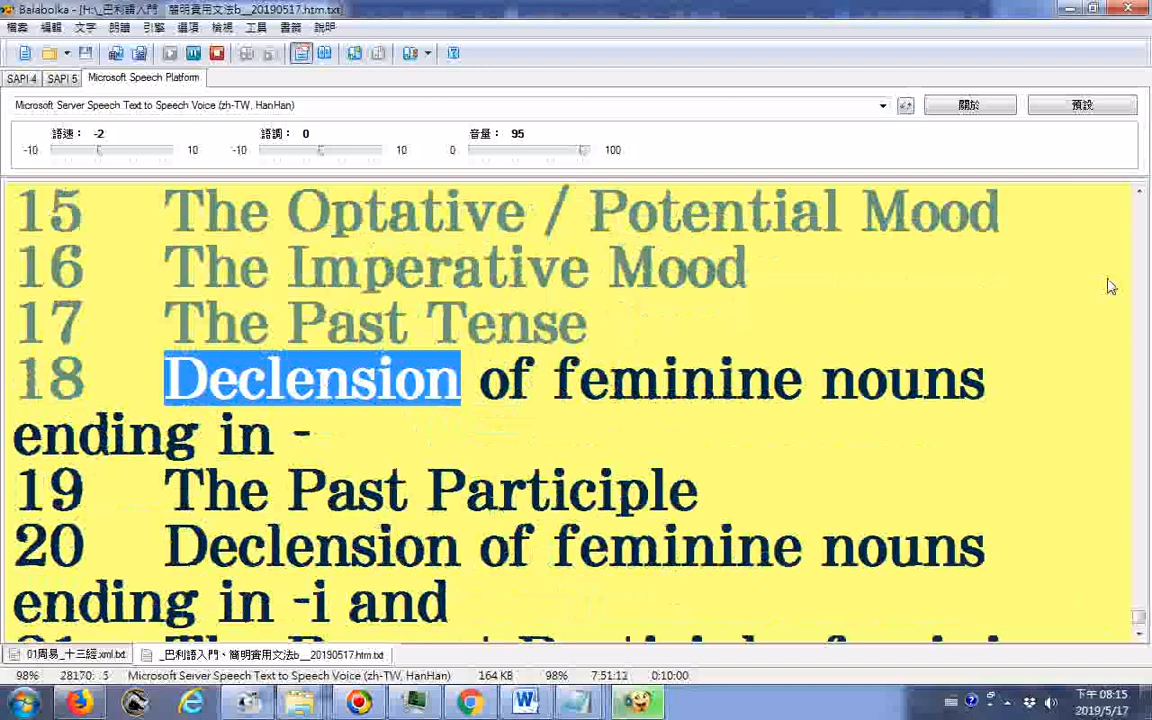 Balabolka - [H:\_巴利語入門、簡明實用文法b__20190517.htm.txt]
檔案 編輯 文字 朗讀 引擎 選項 檢視 工具 書籤 說明
SAPI 4 SAPI 5 Microsoft Speech Platform
Microsoft Server Speech Text to Speech Voice (zh-TW, HanHan) 關於 預設
語速： -2 語調： 0 音量： 95
-10 10 -10 10 0 100
15 The Optative / Potential Mood
16 The Imperative Mood
17 The Past Tense
18 Declension of feminine nouns
ending in -
19 The Past Participle
20 Declension of feminine nouns
ending in -i and
01周易_十三經.xml.txt _巴利語入門、簡明實用文法b__20190517.htm.txt
98% 28170: 5 Microsoft Server Speech Text to Speech Voice (zh-TW, HanHan) 164 KB 98% 7:51:12 0:10:00
下午 08:15
2019/5/17